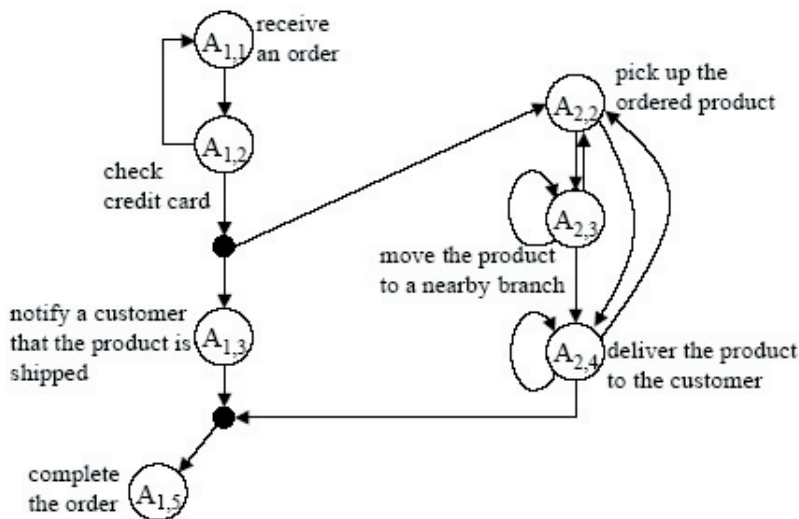 A1,1
receive
an order
A1,2
check
credit card
notify a customer
that the product is
shipped
A1,3
complete
the order
A1,5
pick up the
ordered product
A2,2
A2,3
move the product
to a nearby branch
A2,4
deliver the product
to the customer